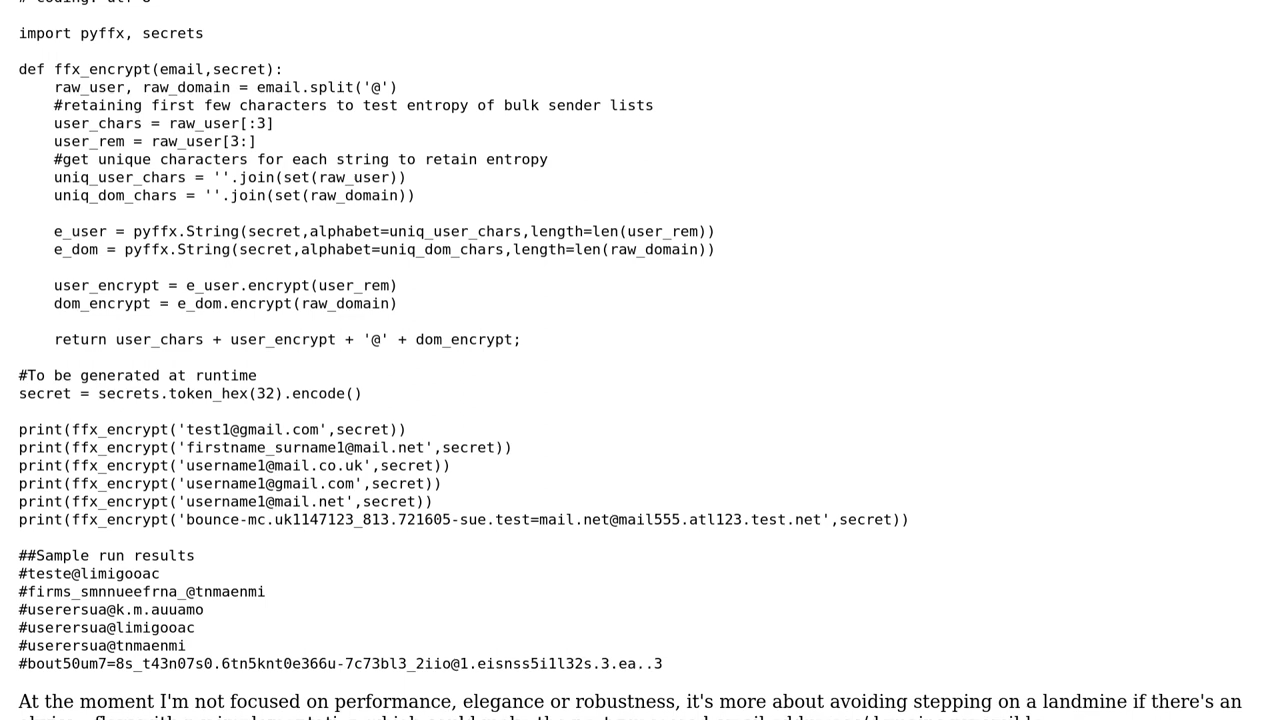 # coding: utf-8
import pyffx, secrets
def ffx_encrypt(email,secret):
    raw_user, raw_domain = email.split('@')
    #retaining first few characters to test entropy of bulk sender lists
    user_chars = raw_user[:3]
    user_rem = raw_user[3:]
    #get unique characters for each string to retain entropy
    uniq_user_chars = ''.join(set(raw_user))
    uniq_dom_chars = ''.join(set(raw_domain))
    e_user = pyffx.String(secret,alphabet=uniq_user_chars,length=len(user_rem))
    e_dom = pyffx.String(secret,alphabet=uniq_dom_chars,length=len(raw_domain))
    user_encrypt = e_user.encrypt(user_rem)
    dom_encrypt = e_dom.encrypt(raw_domain)
    return user_chars + user_encrypt + '@' + dom_encrypt;
#To be generated at runtime
secret = secrets.token_hex(32).encode()
print(ffx_encrypt('test1@gmail.com',secret))
print(ffx_encrypt('firstname_surname1@mail.net',secret))
print(ffx_encrypt('username1@mail.co.uk',secret))
print(ffx_encrypt('username1@gmail.com',secret))
print(ffx_encrypt('username1@mail.net',secret))
print(ffx_encrypt('bounce-mc.uk1147123_813.721605-sue.test=mail.net@mail555.atl123.test.net',secret))
##Sample run results
#teste@limigooac
#firms_smnnueefrna_@tnmaenmi
#userersua@k.m.auuamo
#userersua@limigooac
#userersua@tnmaenmi
#bout50um7=8s_t43n07s0.6tn5knt0e366u-7c73bl3_2iio@1.eisnss5i1l32s.3.ea..3
At the moment I'm not focused on performance, elegance or robustness, it's more about avoiding stepping on a landmine if there's an